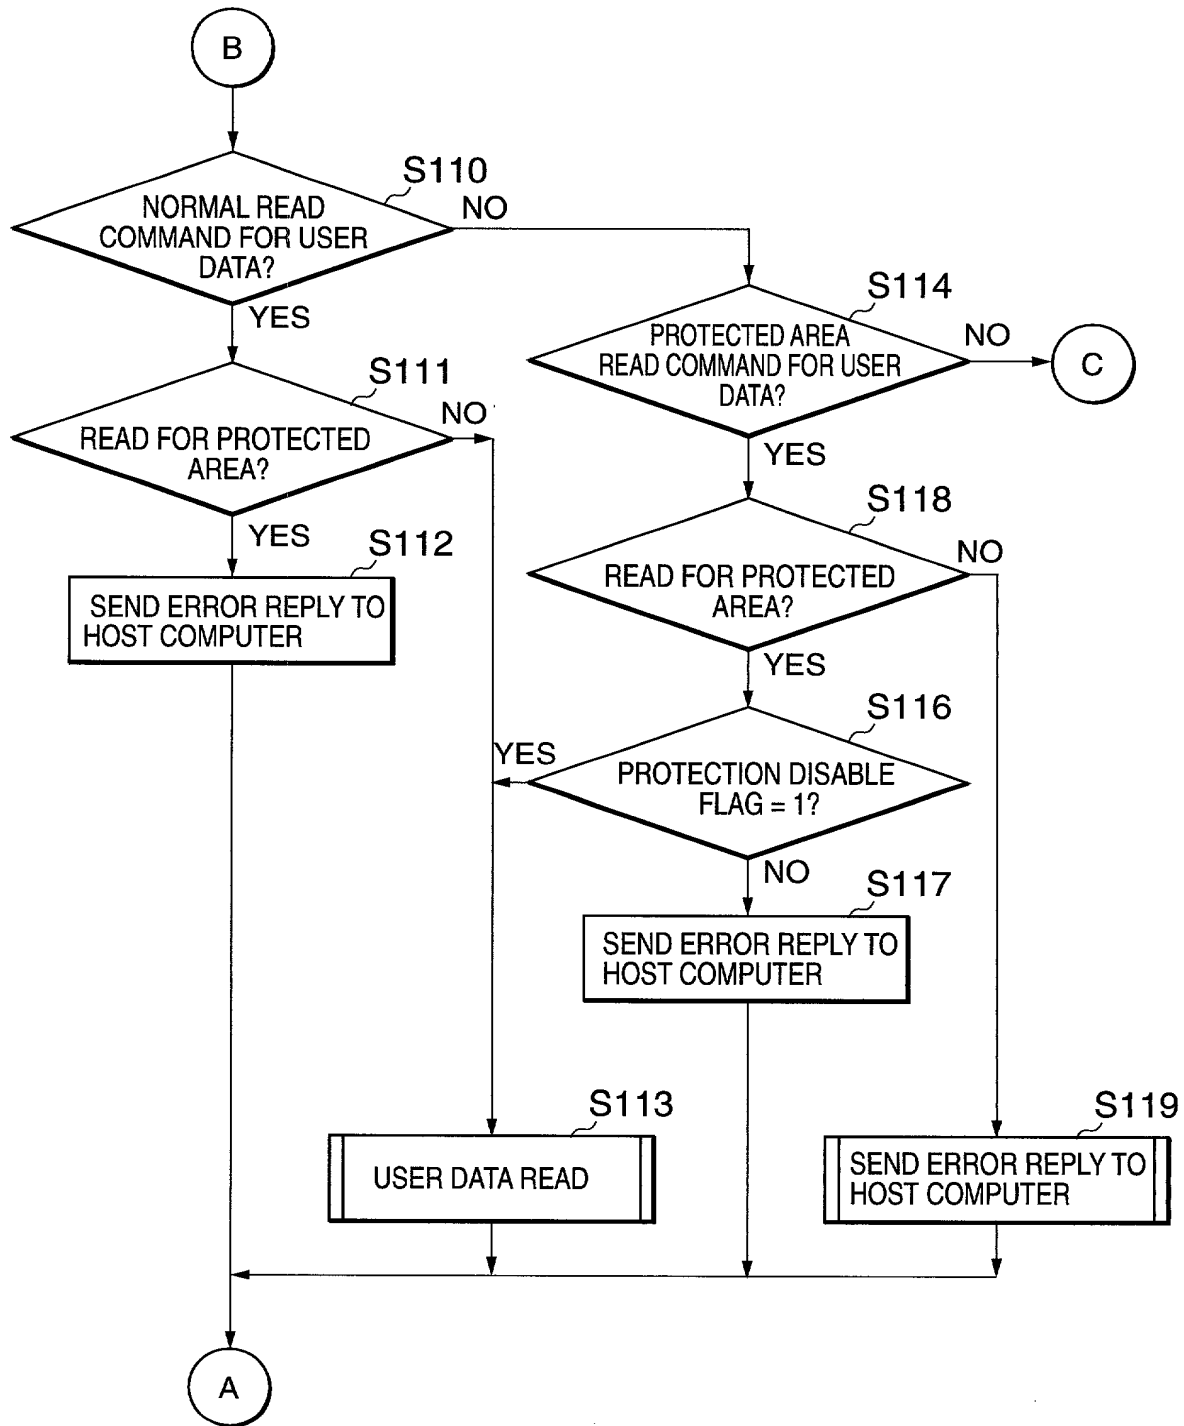 B
S110
NORMAL READ
COMMAND FOR USER
DATA?
NO
YES
S114
PROTECTED AREA
READ COMMAND FOR USER
DATA?
NO
C
YES
S111
READ FOR PROTECTED
AREA?
NO
YES
S118
READ FOR PROTECTED
AREA?
NO
YES
S112
SEND ERROR REPLY TO
HOST COMPUTER
S116
PROTECTION DISABLE
FLAG = 1?
YES
NO
S117
SEND ERROR REPLY TO
HOST COMPUTER
S113
USER DATA READ
S119
SEND ERROR REPLY TO
HOST COMPUTER
A